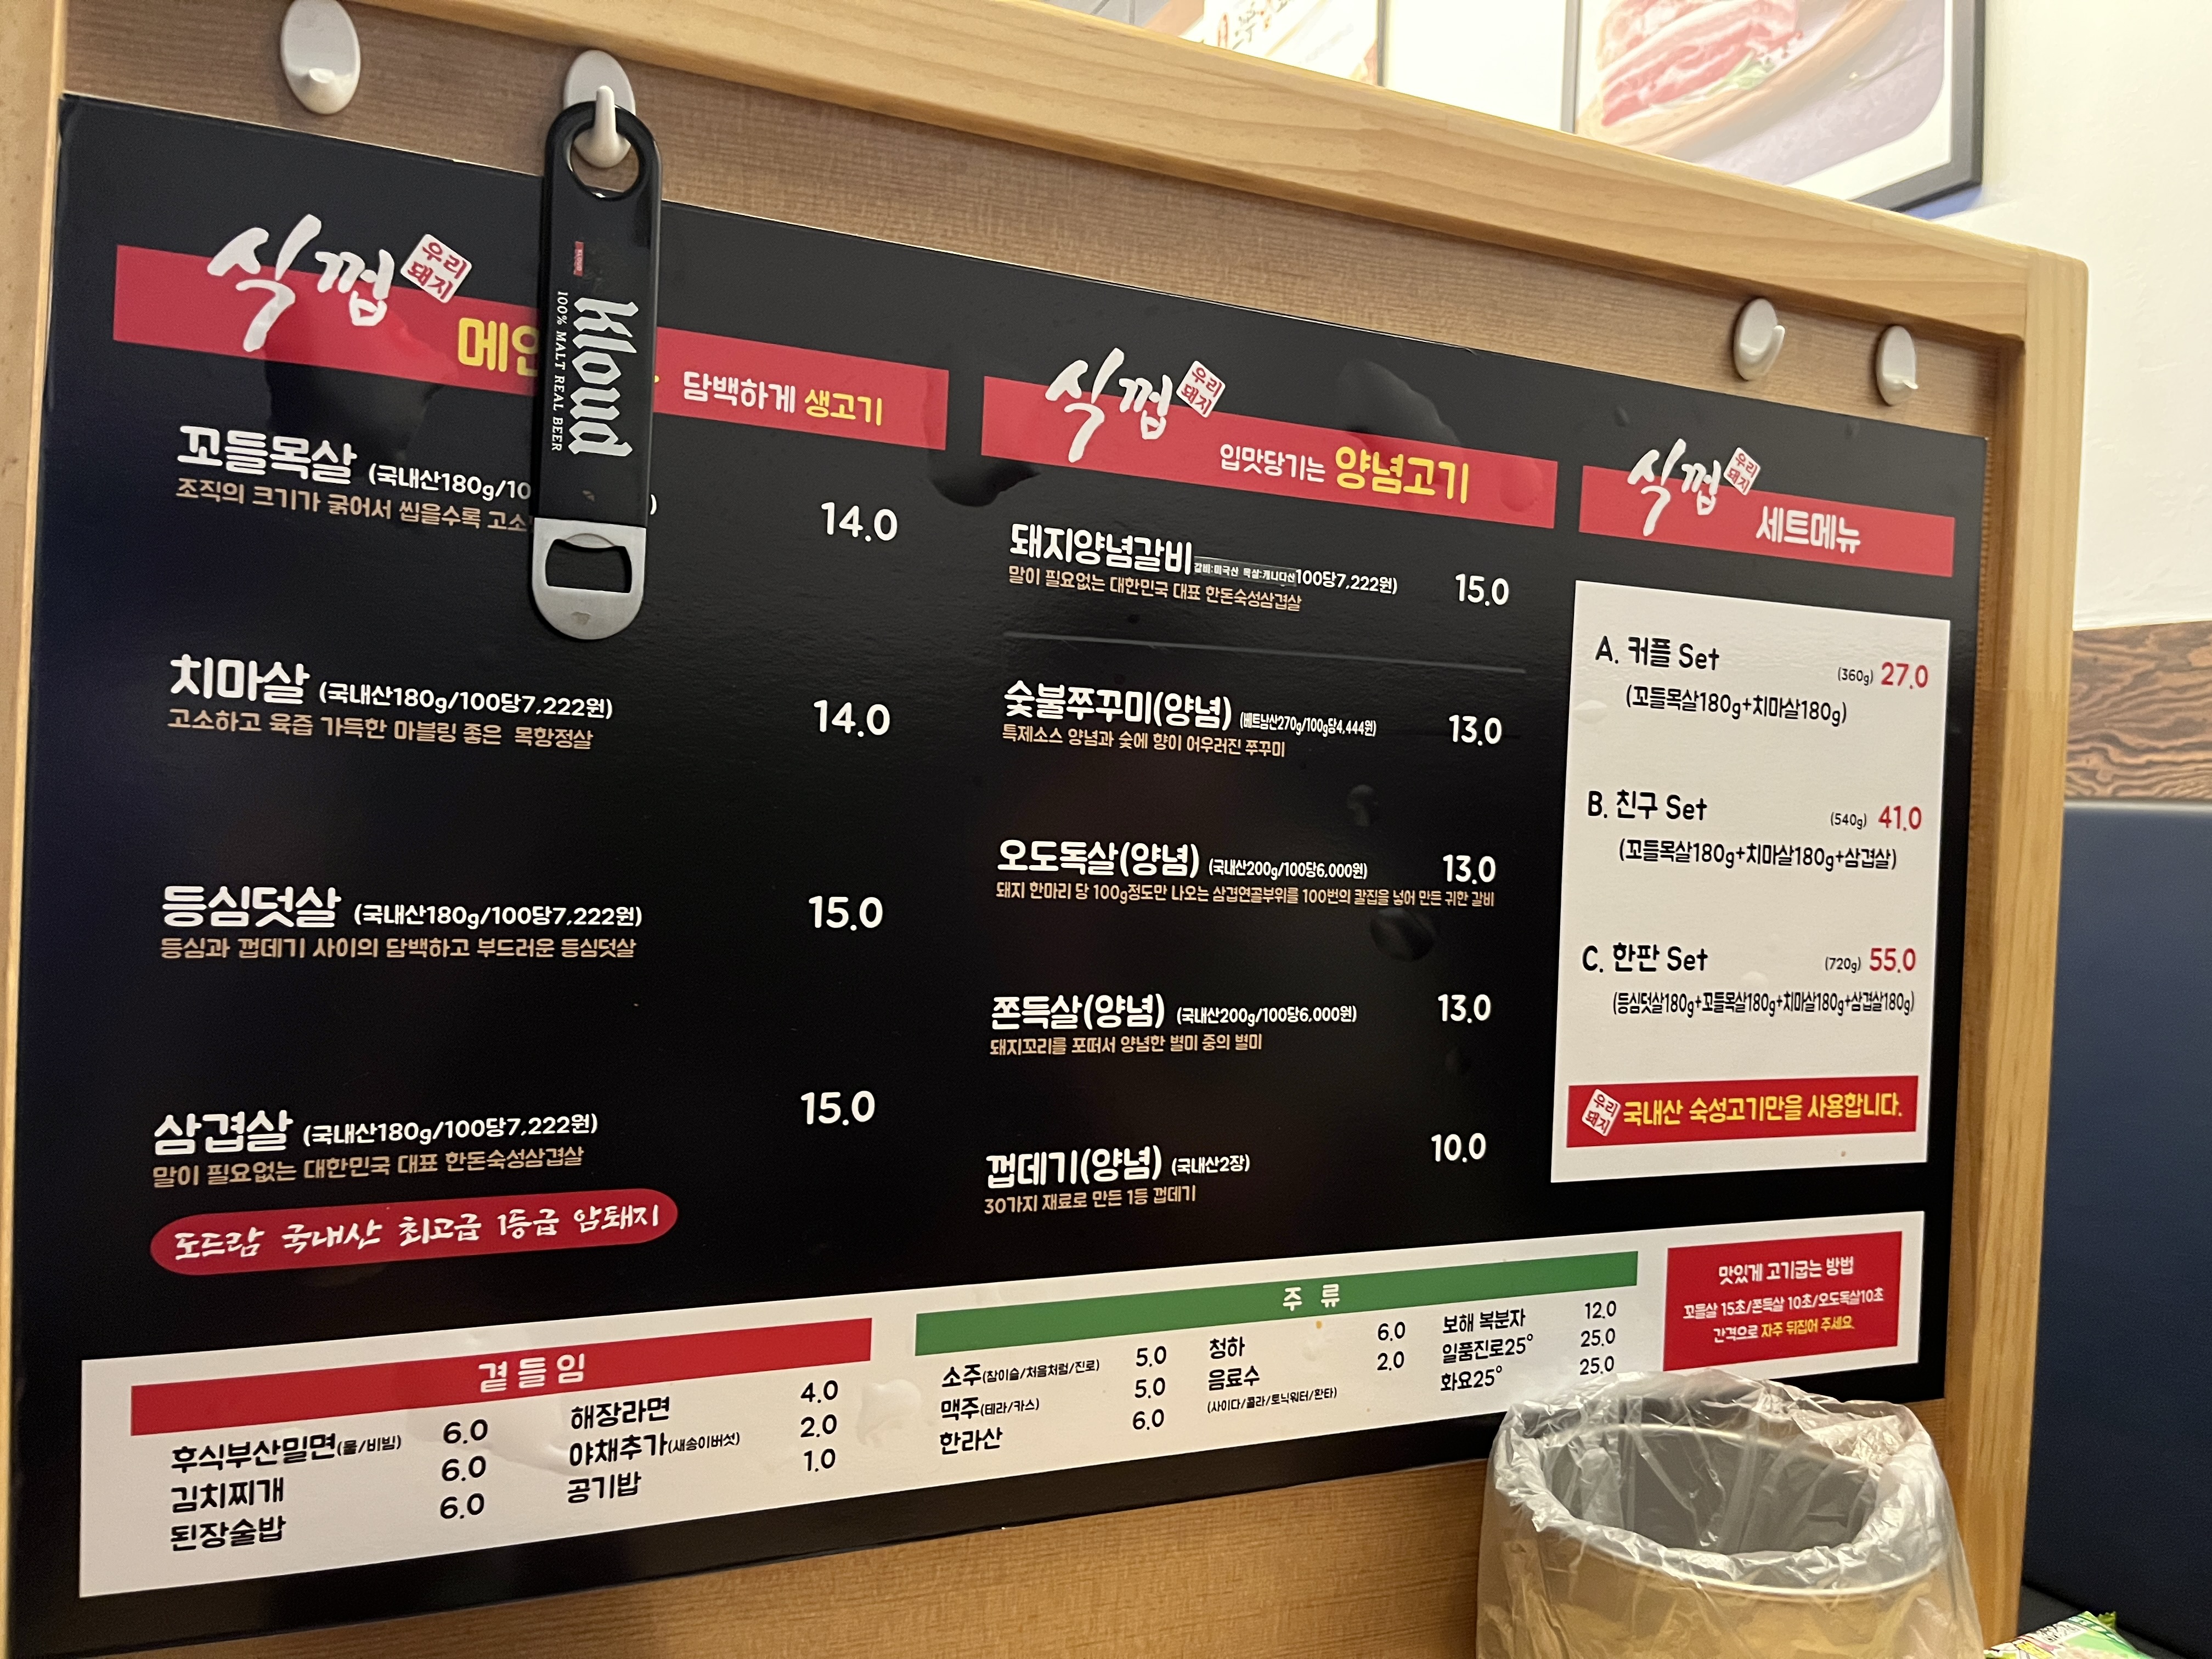 식껍
우리
돼지
담백하게 생고기
꼬들목살 (국내산180g/10
조직의 크기가 굵어서 씹을수록
14.0
치마살 (국내산180g/100당7,222원)
고소하고 육즙 가득한 마블링 좋은 목항정살
14.0
등심덧살 (국내산180g/100당7,222원)
등심과 껍데기 사이의 담백하고 부드러운 등심덧살
15.0
삼겹살 (국내산180g/100당7,222원)
말이 필요없는 대한민국 대표 한돈숙성삼겹살
15.0
도드람 국내산 최고급 1등급 암퇘지
Kloud
100% MALT REAL BEER
식껍
우리
돼지
입맛당기는 양념고기
돼지양념갈비 갈비:미국산 목살:캐나다산 100당7,222원)
말이 필요없는 대한민국 대표 한돈숙성삼겹살
15.0
숯불쭈꾸미(양념) (베트남산270g/100g당4,444원)
특제소스 양념과 숯에 향이 어우러진 쭈꾸미
13.0
오도독살(양념) (국내산200g/100당6,000원)
돼지 한마리 당 100g정도만 나오는 삼겹연골부위를 100번의 칼집을 넣어 만든 귀한 갈비
13.0
쫀득살(양념) (국내산200g/100당6,000원)
돼지꼬리를 포떠서 양념한 별미 중의 별미
13.0
껍데기(양념) (국내산2장)
30가지 재료로 만든 1등 껍데기
10.0
식껍
우리
돼지
세트메뉴
A. 커플 Set (360g) 27.0
(꼬들목살180g+치마살180g)
B. 친구 Set (540g) 41.0
(꼬들목살180g+치마살180g+삼겹살)
C. 한판 Set (720g) 55.0
(등심덧살180g+꼬들목살180g+치마살180g+삼겹살180g)
우리
돼지
국내산 숙성고기만을 사용합니다.
곁들임
후식부산밀면(물/비빔) 6.0
김치찌개 6.0
된장술밥 6.0
해장라면 4.0
야채추가(새송이버섯) 2.0
공기밥 1.0
주류
소주(참이슬/처음처럼/진로) 5.0
맥주(테라/카스) 5.0
한라산 6.0
청하 6.0
음료수 2.0
(사이다/콜라/토닉워터/환타)
보해 복분자 12.0
일품진로25° 25.0
화요25° 25.0
맛있게 고기굽는 방법
꼬들살 15초/쫀득살 10초/오도독살10초
간격으로 자주 뒤집어 주세요.